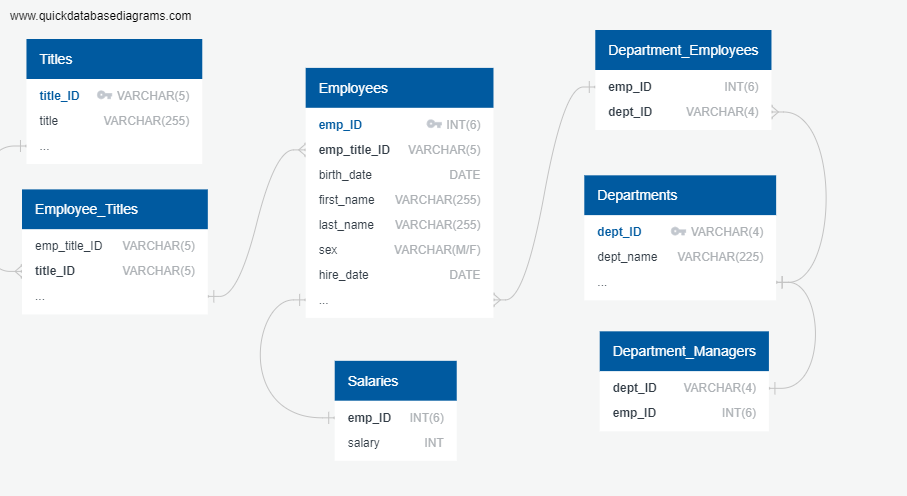 www.quickdatabasediagrams.com
Titles
title_ID VARCHAR(5)
title VARCHAR(255)
...
Employee_Titles
emp_title_ID VARCHAR(5)
title_ID VARCHAR(5)
...
Employees
emp_ID INT(6)
emp_title_ID VARCHAR(5)
birth_date DATE
first_name VARCHAR(255)
last_name VARCHAR(255)
sex VARCHAR(M/F)
hire_date DATE
...
Salaries
emp_ID INT(6)
salary INT
Department_Employees
emp_ID INT(6)
dept_ID VARCHAR(4)
Departments
dept_ID VARCHAR(4)
dept_name VARCHAR(225)
...
Department_Managers
dept_ID VARCHAR(4)
emp_ID INT(6)